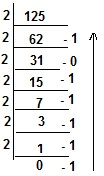 2 125
2 62 - 1
2 31 - 0
2 15 - 1
2 7 - 1
2 3 - 1
2 1 - 1
0 - 1